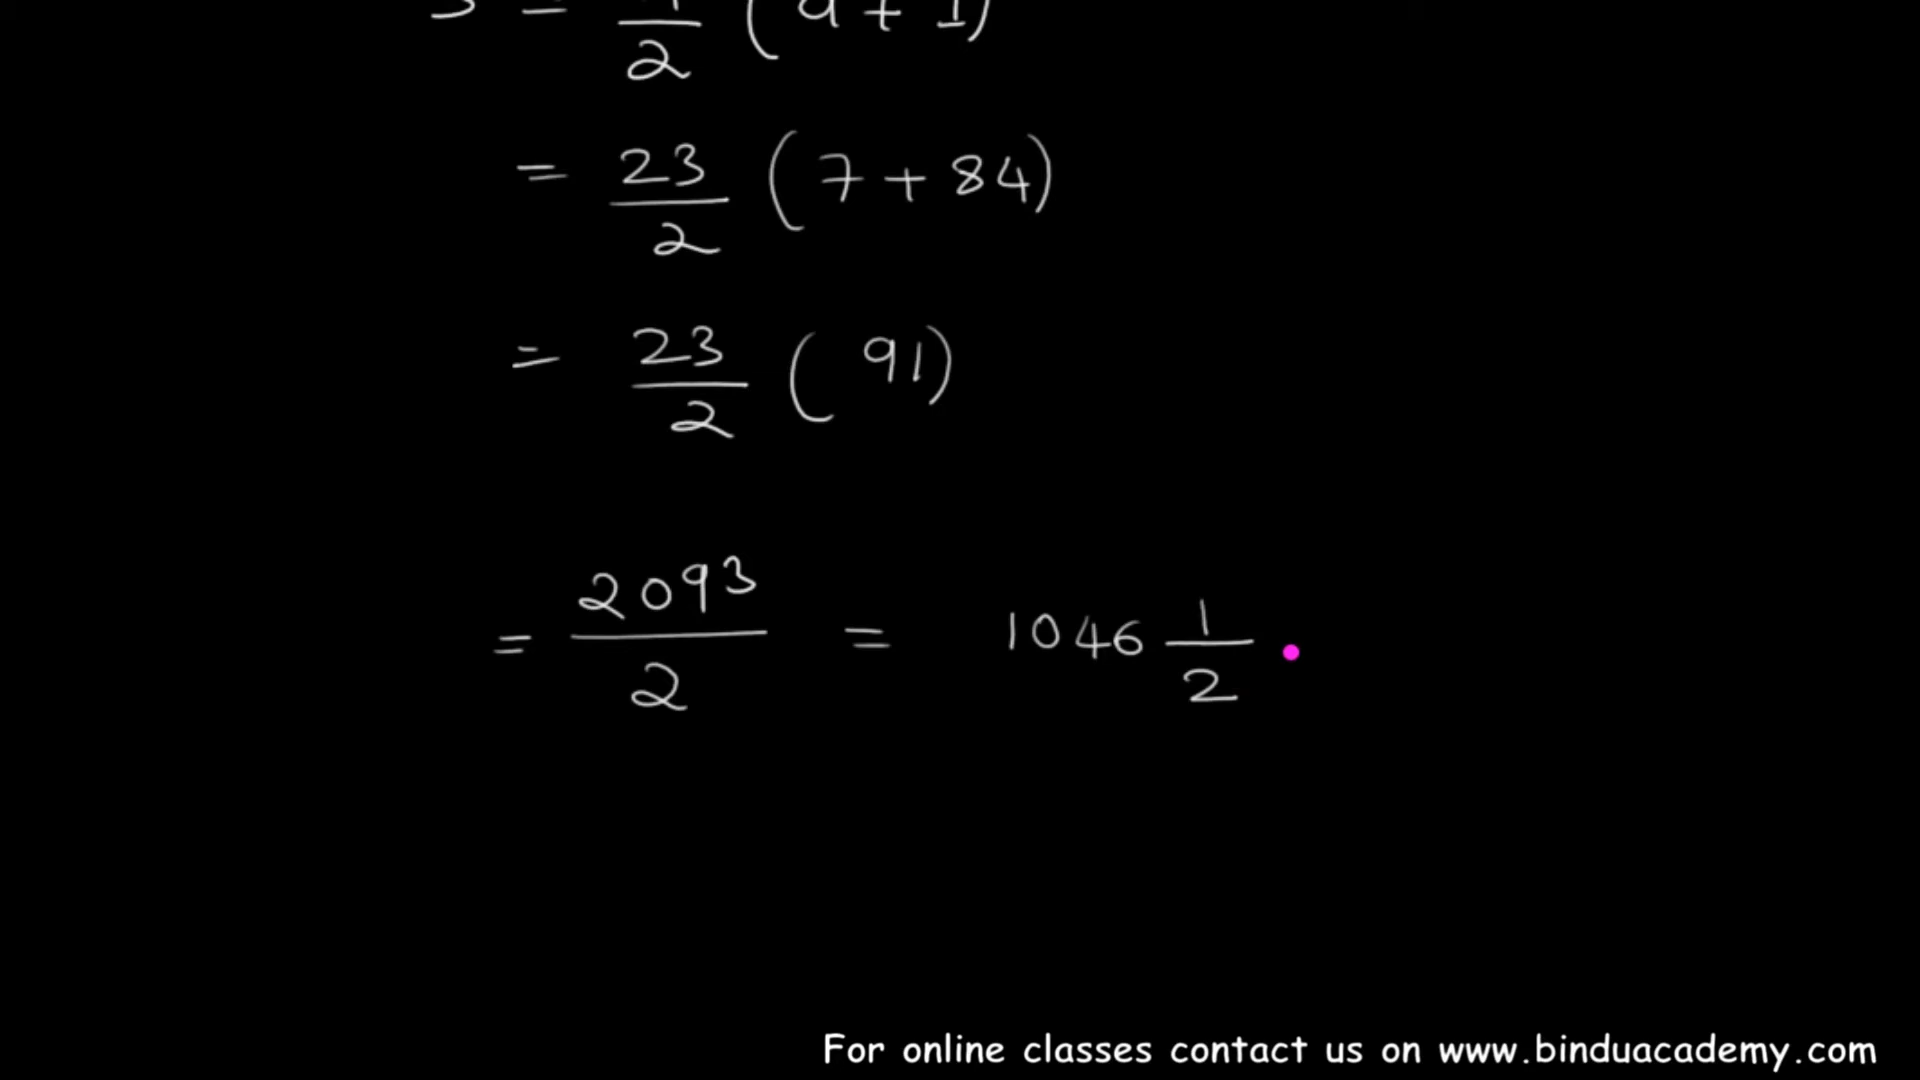 = /2 (a + l)
= 23/2 (7 + 84)
= 23/2 (91)
= 2093/2 = 1046 1/2
For online classes contact us on www.binduacademy.com